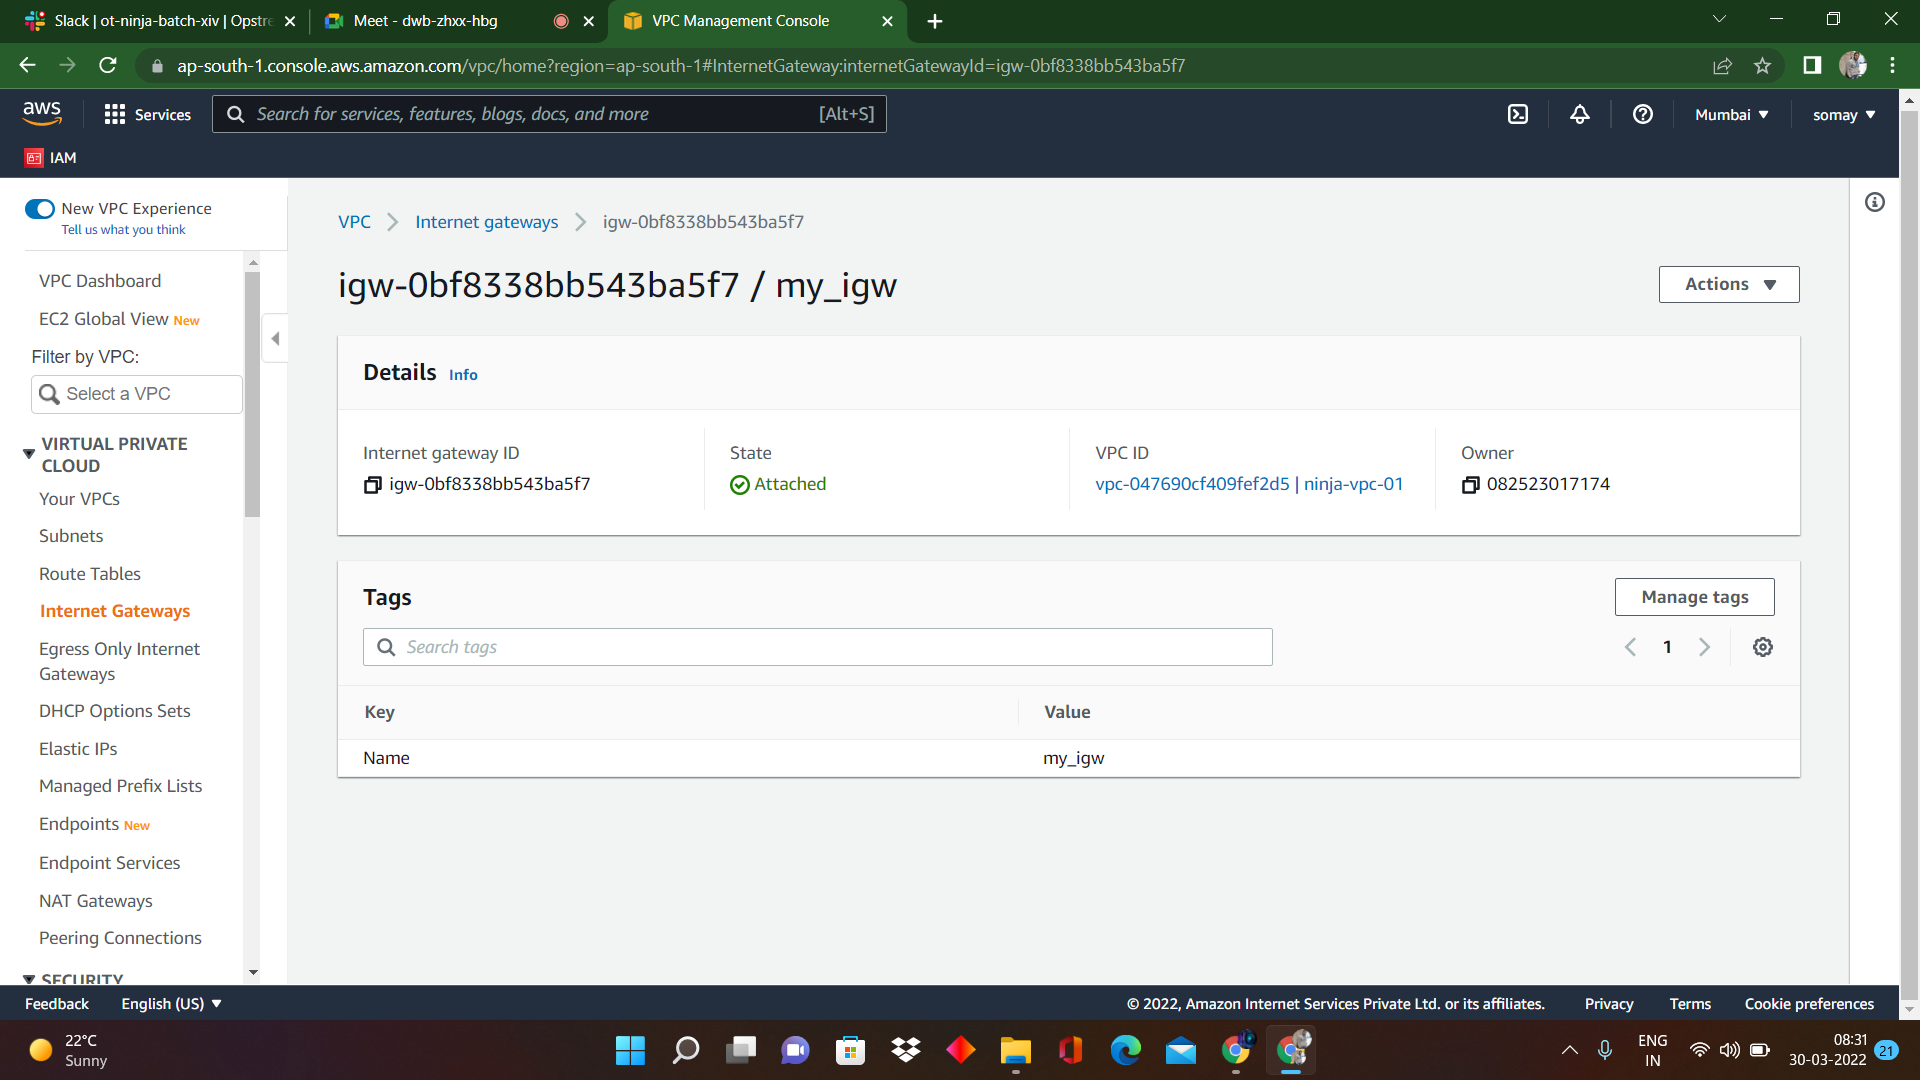 Slack | ot-ninja-batch-xiv | Opstre
Meet - dwb-zhxx-hbg
VPC Management Console
ap-south-1.console.aws.amazon.com/vpc/home?region=ap-south-1#InternetGateway:internetGatewayId=igw-0bf8338bb543ba5f7
aws
Services
Search for services, features, blogs, docs, and more
[Alt+S]
Mumbai
somay
IAM
New VPC Experience
Tell us what you think
VPC Dashboard
EC2 Global View New
Filter by VPC:
Select a VPC
VIRTUAL PRIVATE
CLOUD
Your VPCs
Subnets
Route Tables
Internet Gateways
Egress Only Internet
Gateways
DHCP Options Sets
Elastic IPs
Managed Prefix Lists
Endpoints New
Endpoint Services
NAT Gateways
Peering Connections
SECURITY
VPC
Internet gateways
igw-0bf8338bb543ba5f7
igw-0bf8338bb543ba5f7 / my_igw
Actions
Details Info
Internet gateway ID
igw-0bf8338bb543ba5f7
State
Attached
VPC ID
vpc-047690cf409fef2d5 | ninja-vpc-01
Owner
082523017174
Tags
Manage tags
Search tags
1
Key
Value
Name
my_igw
Feedback
English (US)
© 2022, Amazon Internet Services Private Ltd. or its affiliates.
Privacy
Terms
Cookie preferences
22°C
Sunny
ENG
IN
08:31
30-03-2022
21